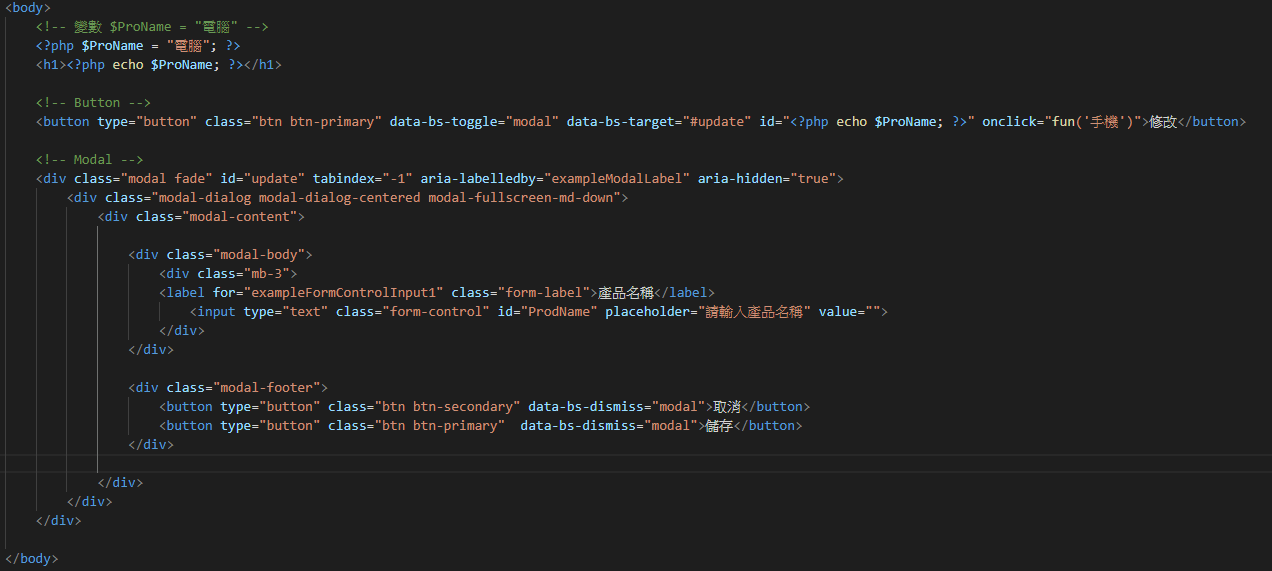 <body>
<!-- 變數 $ProName = "電腦" -->
<?php $ProName = "電腦"; ?>
<h1><?php echo $ProName; ?></h1>
<!-- Button -->
<button type="button" class="btn btn-primary" data-bs-toggle="modal" data-bs-target="#update" id="<?php echo $ProName; ?>" onclick="fun('手機')">修改</button>
<!-- Modal -->
<div class="modal fade" id="update" tabindex="-1" aria-labelledby="exampleModalLabel" aria-hidden="true">
<div class="modal-dialog modal-dialog-centered modal-fullscreen-md-down">
<div class="modal-content">
<div class="modal-body">
<div class="mb-3">
<label for="exampleFormControlInput1" class="form-label">產品名稱</label>
<input type="text" class="form-control" id="ProdName" placeholder="請輸入產品名稱" value="">
</div>
</div>
<div class="modal-footer">
<button type="button" class="btn btn-secondary" data-bs-dismiss="modal">取消</button>
<button type="button" class="btn btn-primary"  data-bs-dismiss="modal">儲存</button>
</div>
</div>
</div>
</div>
</body>